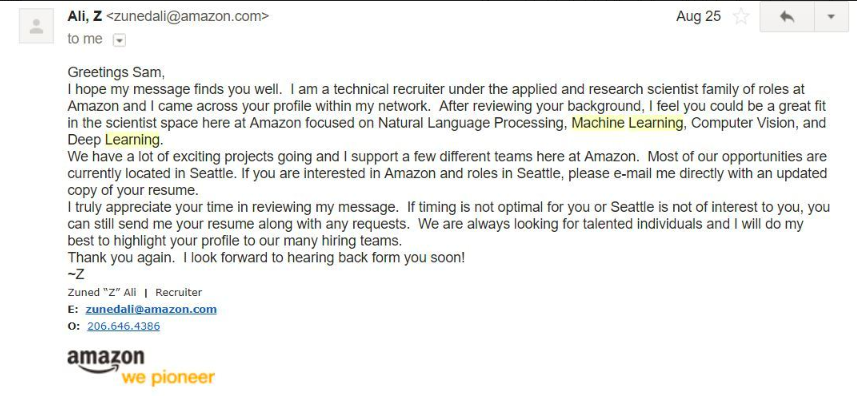 Ali, Z <zunedali@amazon.com>
Aug 25
to me
Greetings Sam,
I hope my message finds you well.  I am a technical recruiter under the applied and research scientist family of roles at
Amazon and I came across your profile within my network.  After reviewing your background, I feel you could be a great fit
in the scientist space here at Amazon focused on Natural Language Processing, Machine Learning, Computer Vision, and
Deep Learning.
We have a lot of exciting projects going and I support a few different teams here at Amazon.  Most of our opportunities are
currently located in Seattle. If you are interested in Amazon and roles in Seattle, please e-mail me directly with an updated
copy of your resume.
I truly appreciate your time in reviewing my message.  If timing is not optimal for you or Seattle is not of interest to you, you
can still send me your resume along with any requests.  We are always looking for talented individuals and I will do my
best to highlight your profile to our many hiring teams.
Thank you again.  I look forward to hearing back form you soon!
~Z
Zuned "Z" Ali  |  Recruiter
E:  zunedali@amazon.com
O:  206.646.4386
amazon
we pioneer